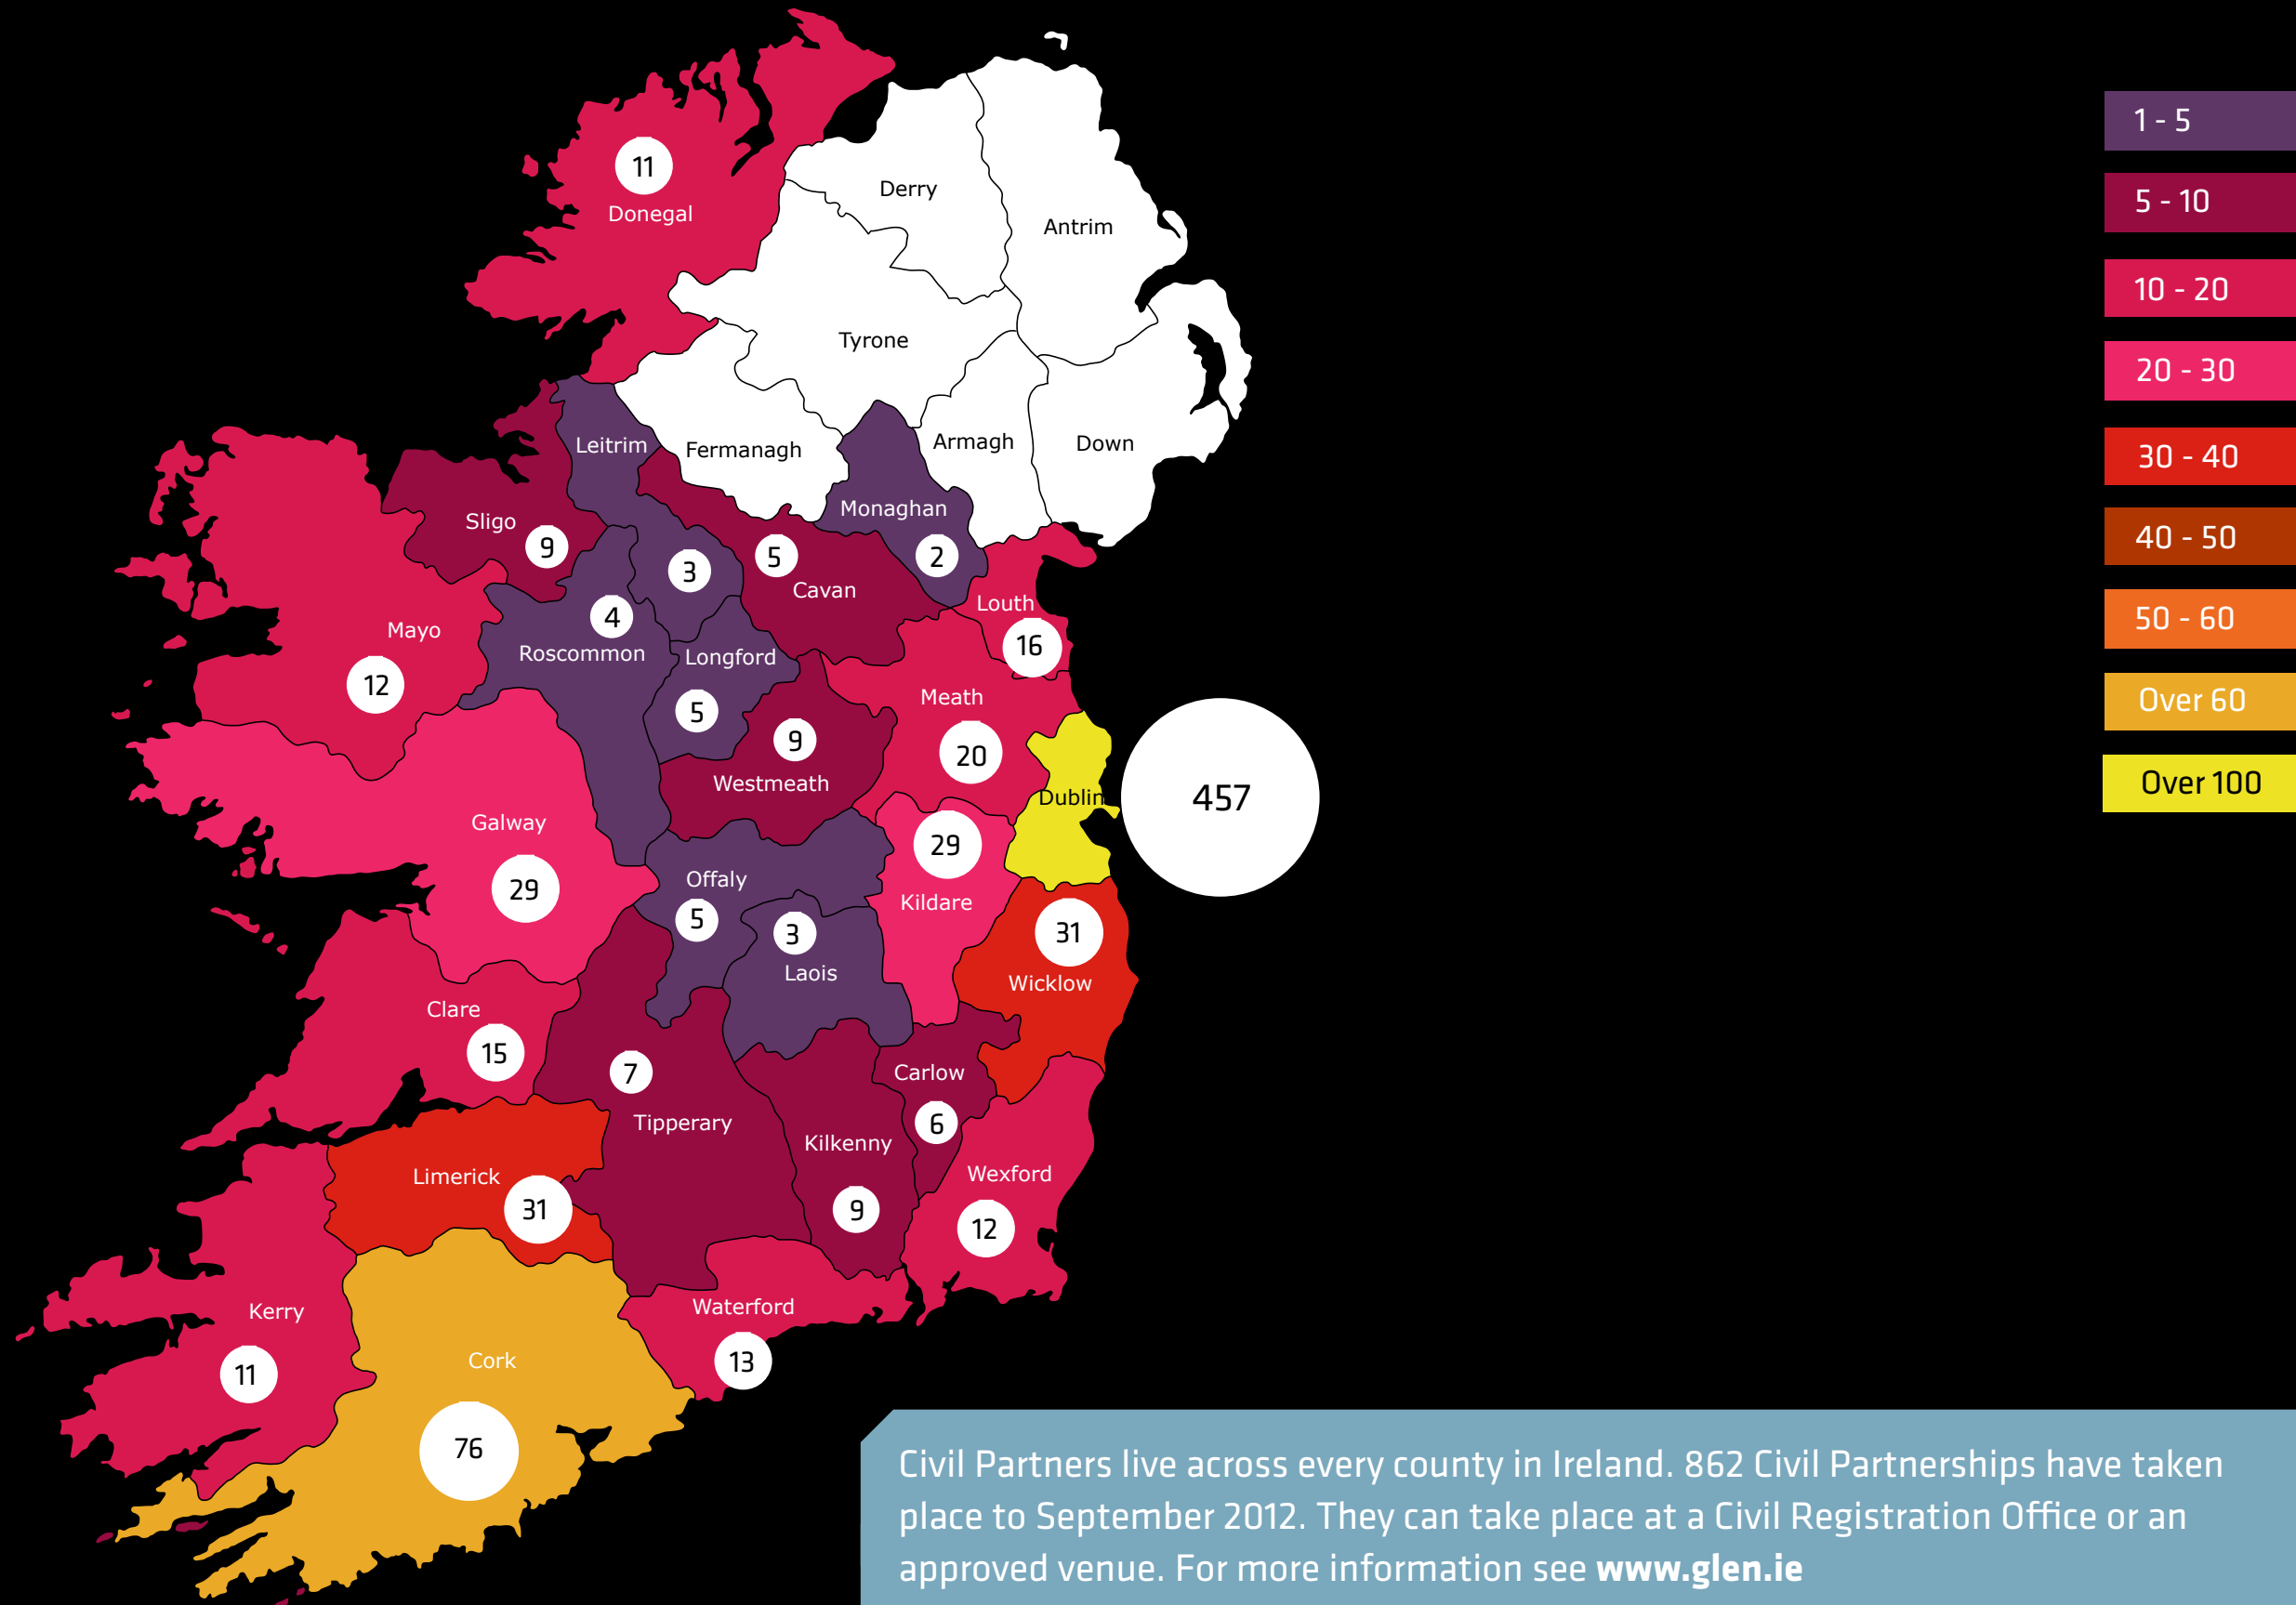 11
Donegal
Derry
Antrim
Tyrone
Fermanagh
Armagh
Down
Leitrim
3
Monaghan
2
Sligo
9
5
Cavan
4
Roscommon
Louth
16
Mayo
12
Longford
5
Meath
20
9
Westmeath
Dublin
457
Galway
29
29
Kildare
Offaly
5
3
Laois
31
Wicklow
Clare
15
7
Tipperary
Carlow
6
Kilkenny
9
Wexford
12
Limerick
31
Kerry
11
Waterford
13
Cork
76
1 - 5
5 - 10
10 - 20
20 - 30
30 - 40
40 - 50
50 - 60
Over 60
Over 100
Civil Partners live across every county in Ireland. 862 Civil Partnerships have taken
place to September 2012. They can take place at a Civil Registration Office or an
approved venue. For more information see www.glen.ie